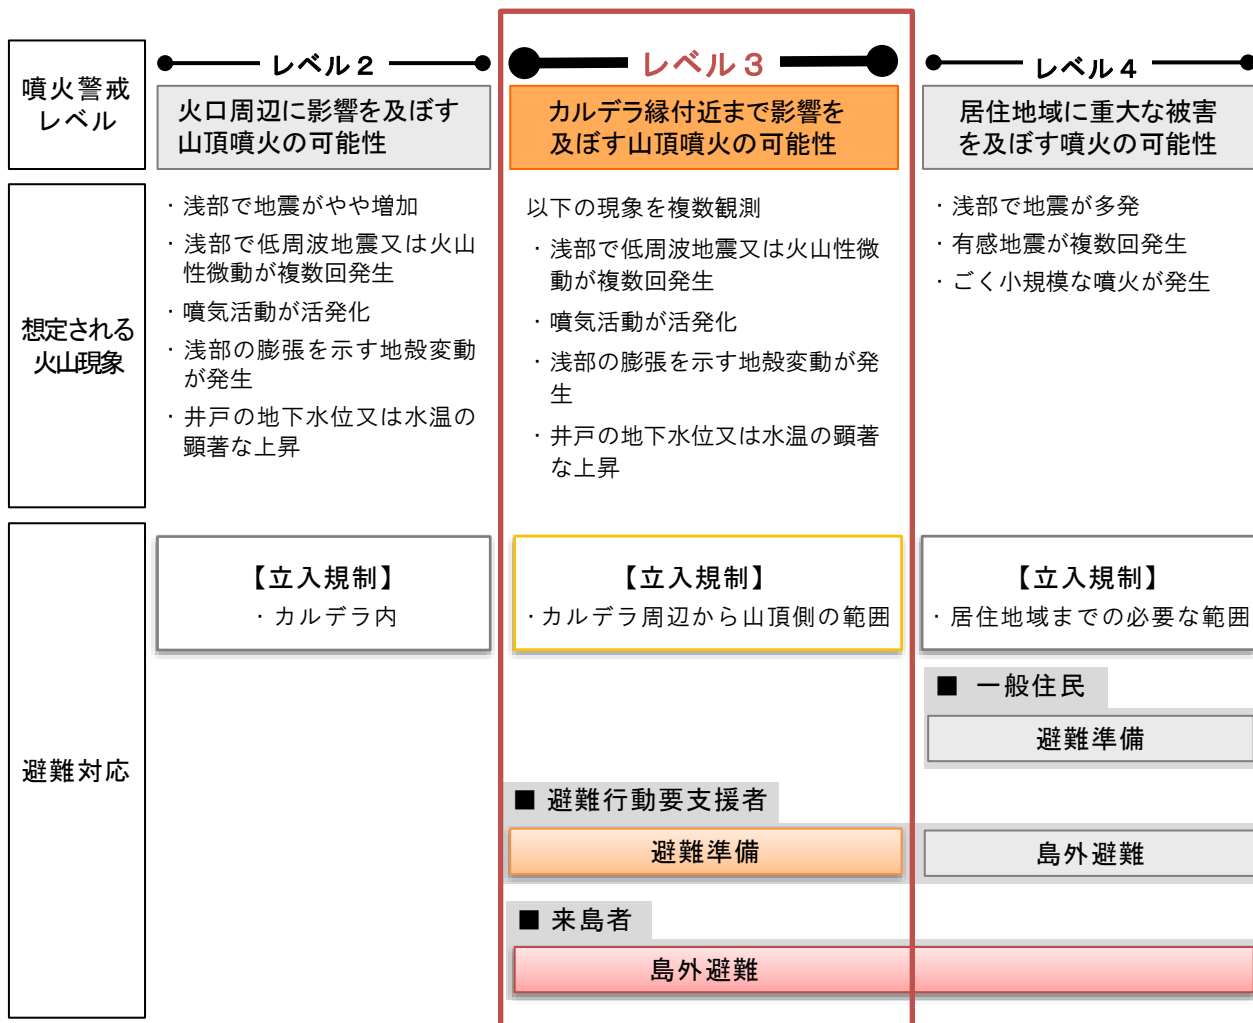 噴火警戒
レベル
レベル２
火口周辺に影響を及ぼす
山頂噴火の可能性
レベル３
カルデラ縁付近まで影響を
及ぼす山頂噴火の可能性
レベル４
居住地域に重大な被害
を及ぼす噴火の可能性
想定される
火山現象
・浅部で地震がやや増加
・浅部で低周波地震又は火山
性微動が複数回発生
・噴気活動が活発化
・浅部の膨張を示す地殻変動
が発生
・井戸の地下水位又は水温の
顕著な上昇
以下の現象を複数観測
・浅部で低周波地震又は火山性微
動が複数回発生
・噴気活動が活発化
・浅部の膨張を示す地殻変動が発
生
・井戸の地下水位又は水温の顕著
な上昇
・浅部で地震が多発
・有感地震が複数回発生
・ごく小規模な噴火が発生
避難対応
【立入規制】
・カルデラ内
【立入規制】
・カルデラ周辺から山頂側の範囲
【立入規制】
・居住地域までの必要な範囲
■ 一般住民
避難準備
■ 避難行動要支援者
避難準備
島外避難
■ 来島者
島外避難